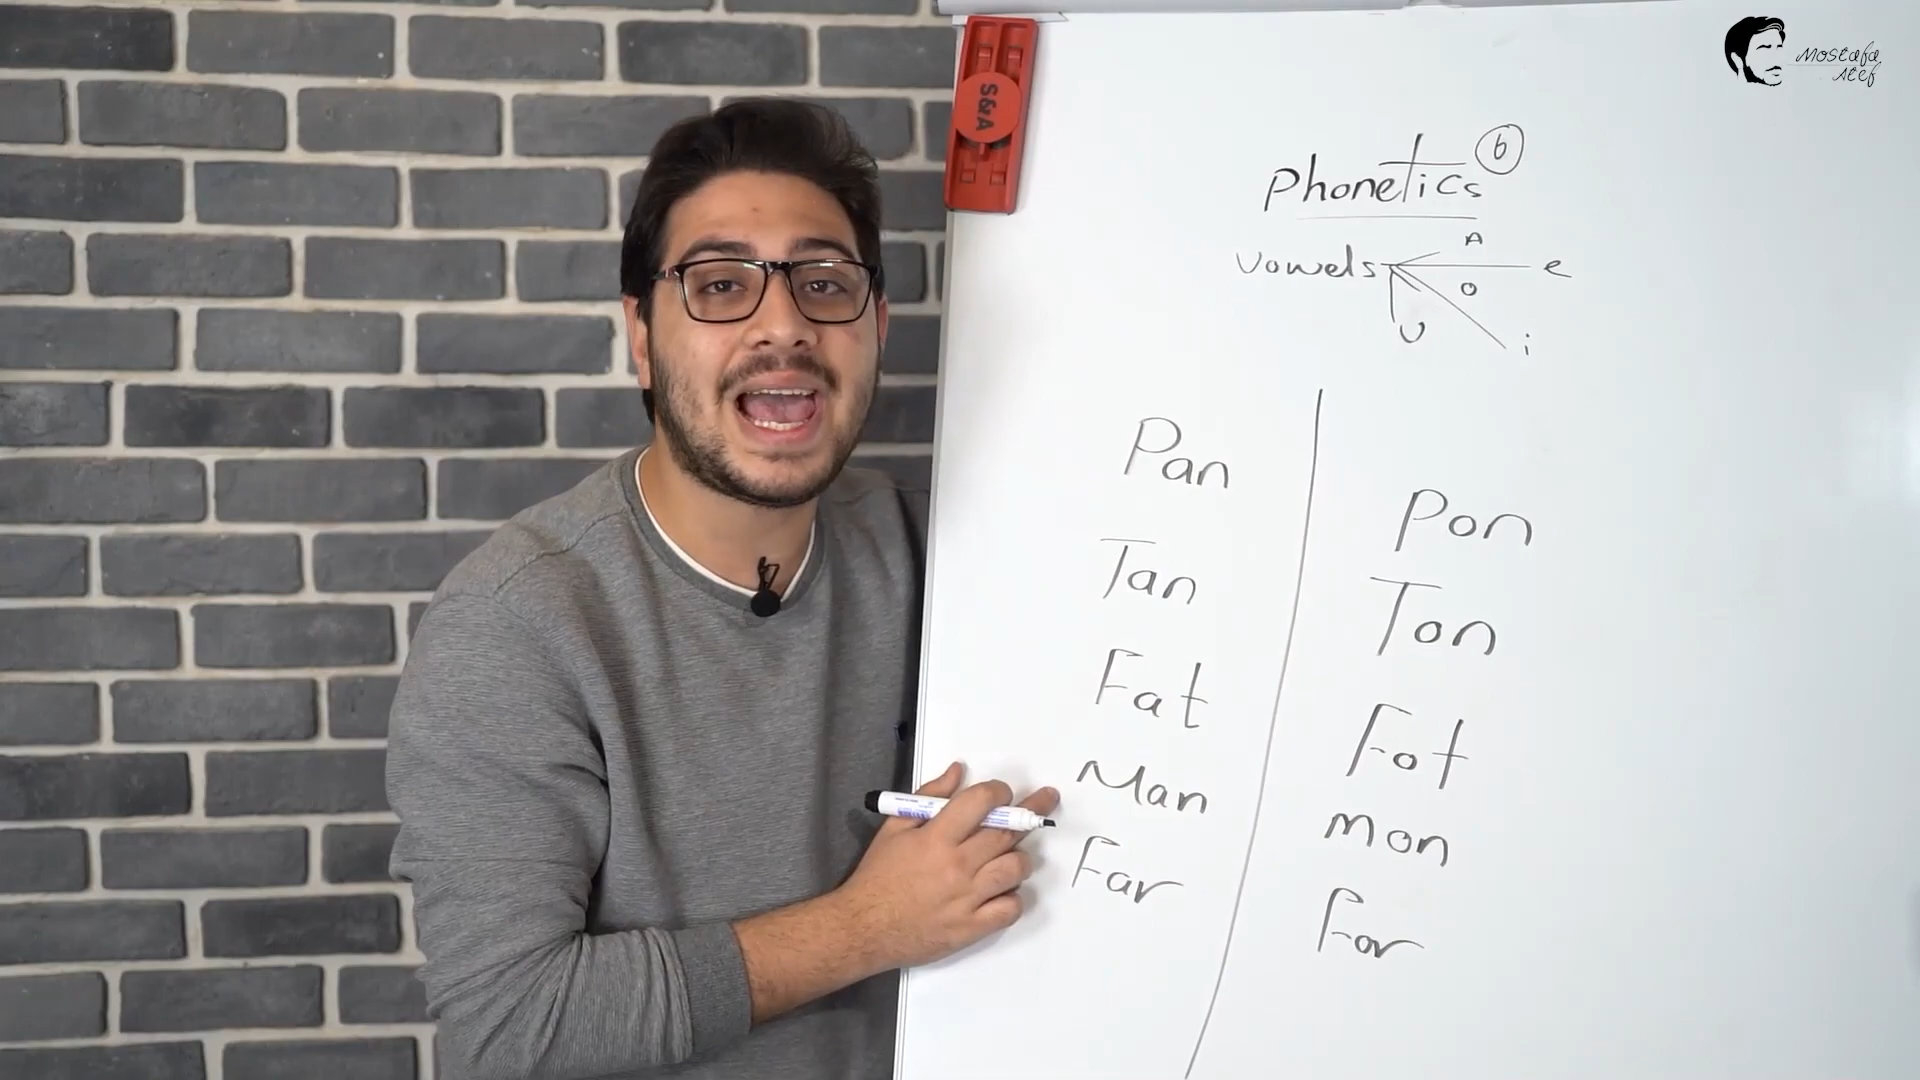 Mostafa
Atef
S&A
Phonetics 6
A
vowels e
o
U i
Pan
Tan
Fat
Man
Far
Pon
Ton
Fot
mon
For